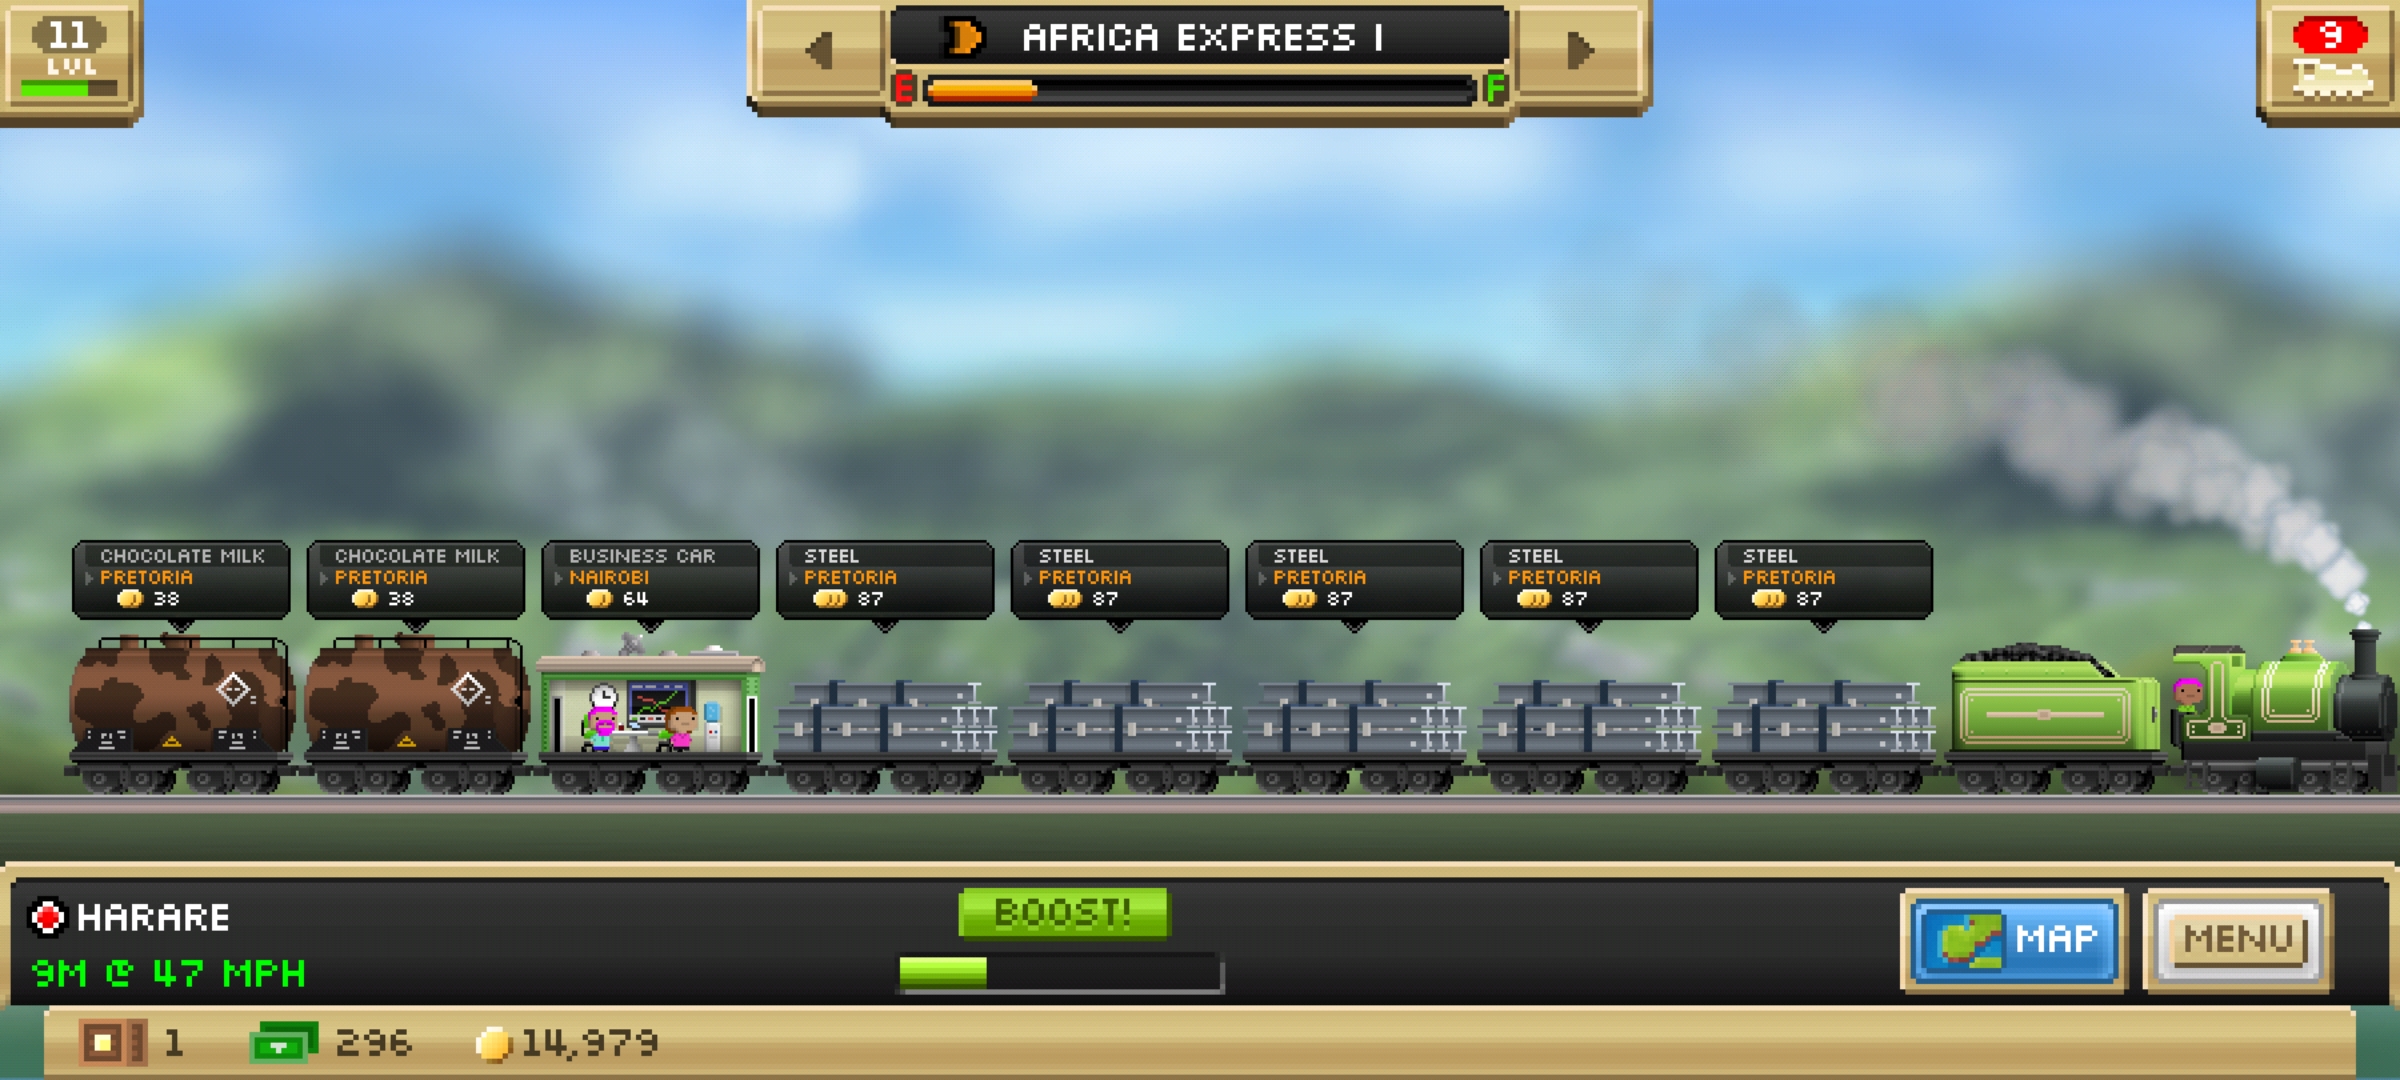 11
LVL
AFRICA EXPRESS I
E F
9
CHOCOLATE MILK
PRETORIA
38
CHOCOLATE MILK
PRETORIA
38
BUSINESS CAR
NAIROBI
64
STEEL
PRETORIA
87
STEEL
PRETORIA
87
STEEL
PRETORIA
87
STEEL
PRETORIA
87
STEEL
PRETORIA
87
HARARE
9M @ 47 MPH
BOOST!
MAP
MENU
1
296
14,979